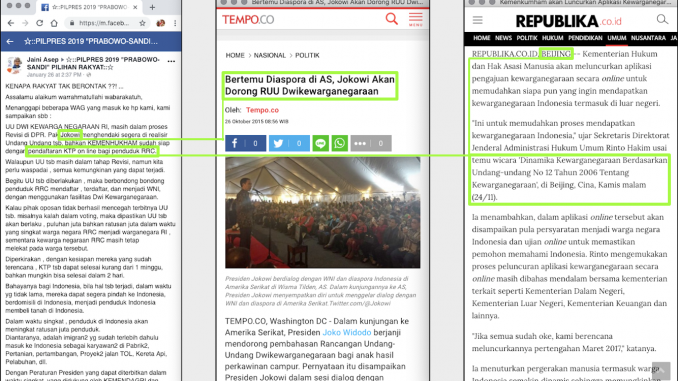 ☆::PILPRES 2019 "PRABOWO-
https://m.faceb
☆::PILPRES 2019 "PRABOWO-SANDI...
Jaini Asep ▸ ☆::PILPRES 2019 "PRABOWO-
SANDI" PILIHAN RAKYAT::☆
January 26 at 2:37 PM
KENAPA RAKYAT TAK BERONTAK ??! ...
Assalamu alaikum warrahmatullahi wabarakatuh,
Menanggapi beberapa WAG yang masuk ke hp kami, kami
sampaikan sbb :
UU DWI KEWARGA NEGARAAN RI, masih dalam proses
Revisi di DPR. Pak Jokowi menghendaki segera di realisir
Undang Undang tsb, bahkan KEMENHUKHAM sudah siap
dengan pendaftaran KTP on line bagi penduduk RRC.
Walaupun UU tsb masih dalam tahap Revisi, namun kita
perlu waspadai, semua kemungkinan yang dapat terjadi.
Begitu UU tsb diberlakukan, maka berbondong bondong
penduduk RRC mendaftar, terdaftar, dan menjadi WNI,
dengan menggunakan fasilitas Dwi Kewarganegaraan.
Kalau pihak oposisi tidak berhasil mencegah terbitnya UU
tsb, misalnya kalah dalam voting, maka dipastikan UU tsb
akan berlaku, puluhan juta bahkan ratusan juta dalam waktu
yang singkat warga negara RRC menjadi warganegara RI ,
sementara kewarga negaraan RRC masih tetap
melekat pada warga tersebut.
Diperkirakan , dengan kesiapan mereka yang sudah
terencana , KTP tsb dapat selesai kurang dari 1 minggu,
bahkan mungkin bisa selesai dalam 2 hari.
Bahayanya bagi Indonesia, bila hal tsb terjadi, dalam waktu
yg tidak lama, mereka dapat segera pindah ke Indonesia,
berdomisili di Indonesia, menjadi penduduk Indonesia
membeli tanah di Indonesia.
Dalam waktu singkat , penduduk di Indonesia akan
meningkat ratusan juta penduduk.
Diantaranya, adalah imigran2 yg sudah terlebih dahulu
masuk ke Indonesia sebagai karyawan2 di Pabrik2,
Pertanian, pertambangan, Proyek2 jalan TOL, Kereta Api,
Pelabuhan, dll.
Dengan Peraturan Presiden yang dapat diterbitkan dalam
Bertemu Diaspora di AS, Jokowi Akan Dorong RUU Dwi...
TEMPO.CO
HOME > NASIONAL > POLITIK
Bertemu Diaspora di AS, Jokowi Akan
Dorong RUU Dwikewarganegaraan
Oleh: Tempo.co
26 Oktober 2015 08:56 WIB
0 0 0
Presiden Jokowi berdialog dengan WNI dan diaspora Indonesia di
Amerika Serikat di Wisma Tilden, AS. Dalam kunjungannya ke AS,
Presiden Jokowi menyempatkan diri untuk menggelar dialog dengan
WNI dan diaspora di Amerika Serikat Twitter.com/@Jokowi
TEMPO.CO, Washington DC - Dalam kunjungan ke
Amerika Serikat, Presiden Joko Widodo berjanji
mendorong pembahasan Rancangan Undang-
Undang Dwikewarganegaraan bagi anak hasil
perkawinan campur. Pernyataan itu disampaikan
Presiden Jokowi dalam sesi dialog dengan
Kemenkumham akan Luncurkan Aplikasi Kewarganegar...
REPUBLIKA.co.id
HOME NEWS POLITIK HUKUM PENDIDIKAN UMUM NUSANTARA
REPUBLIKA.CO.ID, BEIJING-- Kementerian Hukum
dan Hak Asasi Manusia akan meluncurkan aplikasi
pengajuan kewarganegaraan secara online untuk
memudahkan siapa pun yang ingin mendapatkan
kewarganegaraan Indonesia termasuk di luar negeri.
"Ini untuk memudahkan proses mendapatkan
kewarganegaraan Indonesia," ujar Sekretaris Direktorat
Jenderal Administrasi Hukum Umum Rinto Hakim usai
temu wicara 'Dinamika Kewarganegaraan Berdasarkan
Undang-undang No 12 Tahun 2006 Tentang
Kewarganegaraan', di Beijing, Cina, Kamis malam
(24/11).
Ia menambahkan, dalam aplikasi online tersebut akan
disampaikan pula persyaratan menjadi warga negara
Indonesia dan ujian online untuk memastikan
pemohon memahami Indonesia. Rinto mengemukakan
proses peluncuran aplikasi kewarganegaraan secara
online masih dibahas mendalam bersama kementerian
terkait seperti Kementerian Dalam Negeri,
Kementerian Luar Negeri, Kementerian Keuangan dan
lainnya.
"Jika semua sudah oke, kami berencana
meluncurkannya pertengahan Maret 2017," katanya.
Ia menuturkan pergerakan manusia termasuk warga